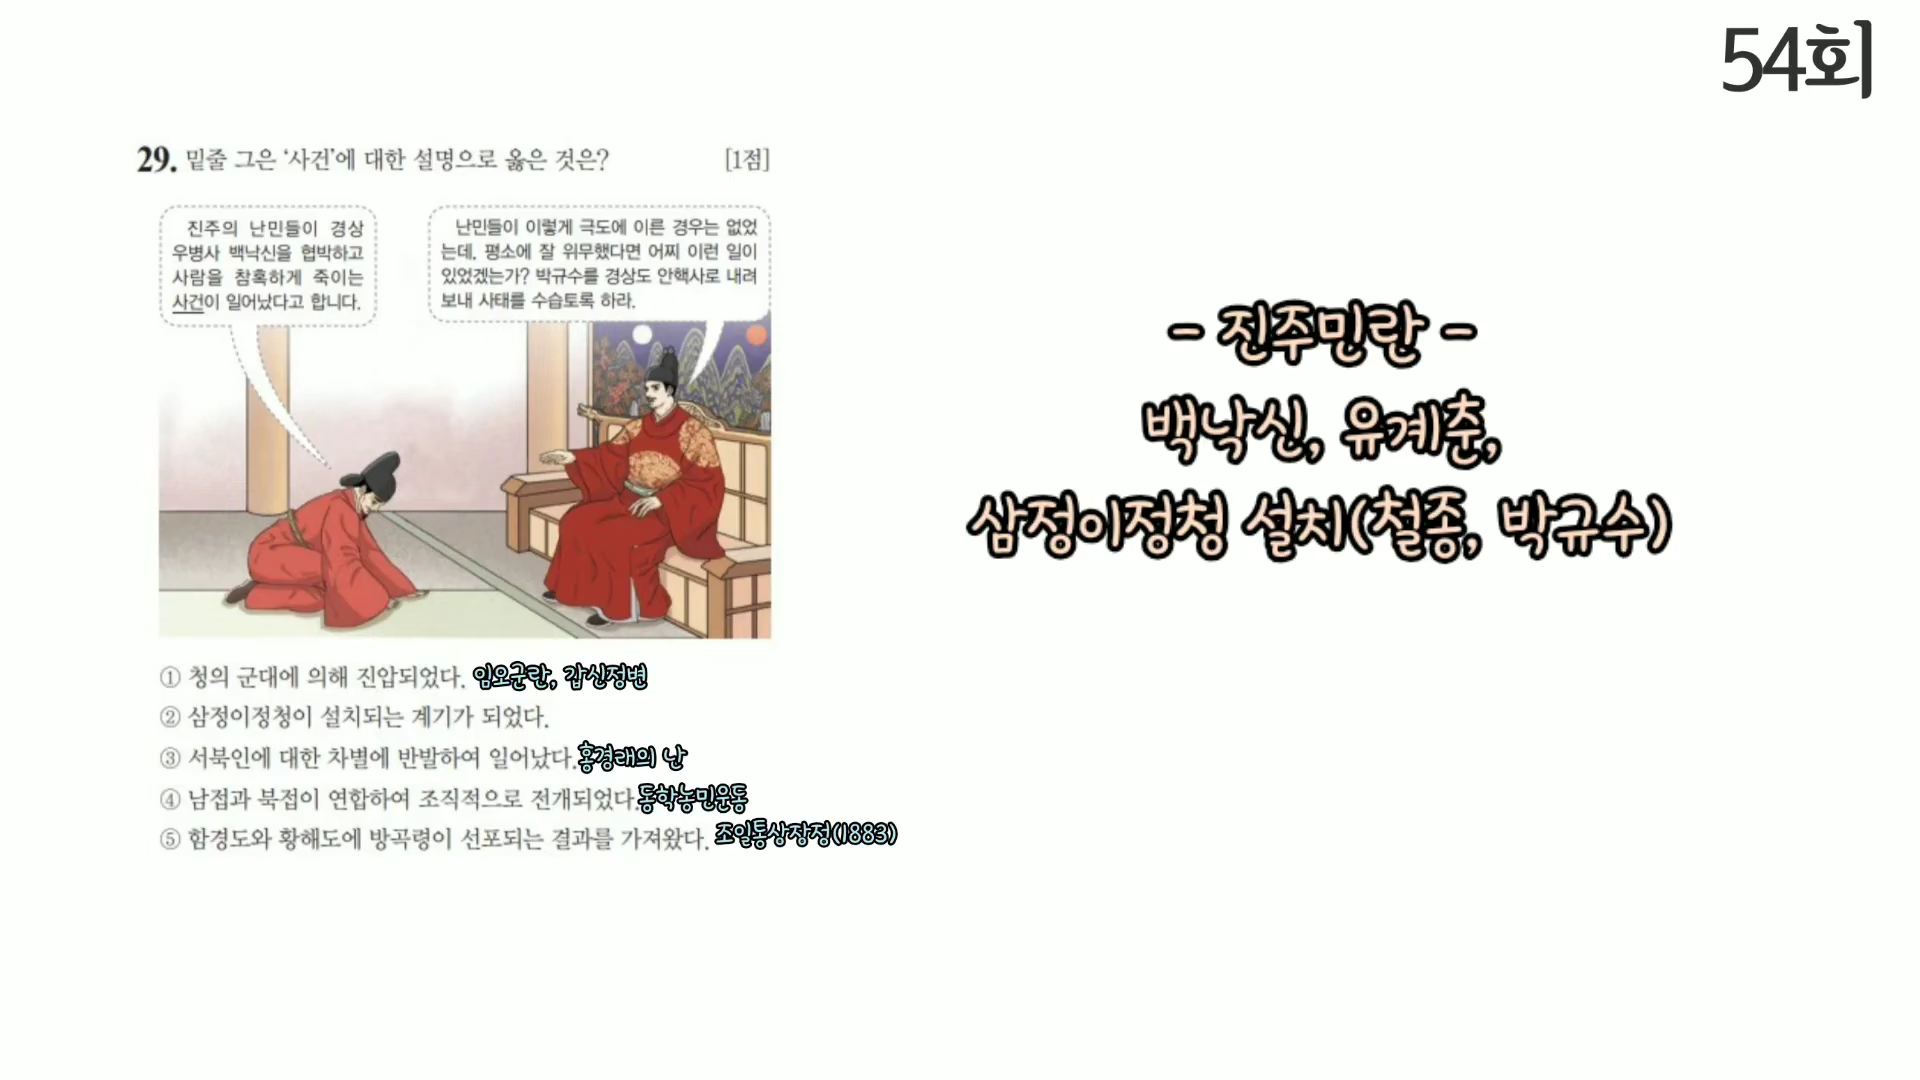 54회
29. 밑줄 그은 '사건'에 대한 설명으로 옳은 것은? [1점]
진주의 난민들이 경상
우병사 백낙신을 협박하고
사람을 참혹하게 죽이는
사건이 일어났다고 합니다.
난민들이 이렇게 극도에 이른 경우는 없었
는데, 평소에 잘 위무했다면 어찌 이런 일이
있었겠는가? 박규수를 경상도 안핵사로 내려
보내 사태를 수습토록 하라.
① 청의 군대에 의해 진압되었다. 임오군란, 갑신정변
② 삼정이정청이 설치되는 계기가 되었다.
③ 서북인에 대한 차별에 반발하여 일어났다. 홍경래의 난
④ 남접과 북접이 연합하여 조직적으로 전개되었다. 동학농민운동
⑤ 함경도와 황해도에 방곡령이 선포되는 결과를 가져왔다. 조일통상장정(1883)
- 진주민란 -
백낙신, 유계춘,
삼정이정청 설치(철종, 박규수)